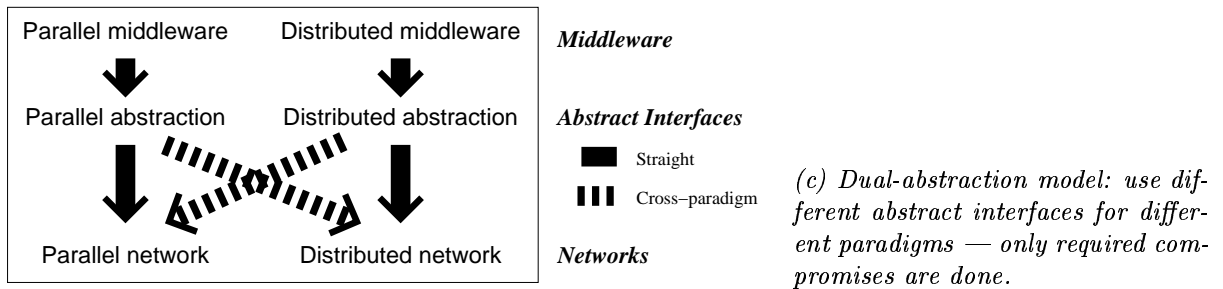 Parallel middleware Distributed middleware Middleware
Parallel abstraction Distributed abstraction Abstract Interfaces
Straight
Cross–paradigm
Parallel network Distributed network Networks
(c) Dual-abstraction model: use dif-
ferent abstract interfaces for differ-
ent paradigms — only required com-
promises are done.